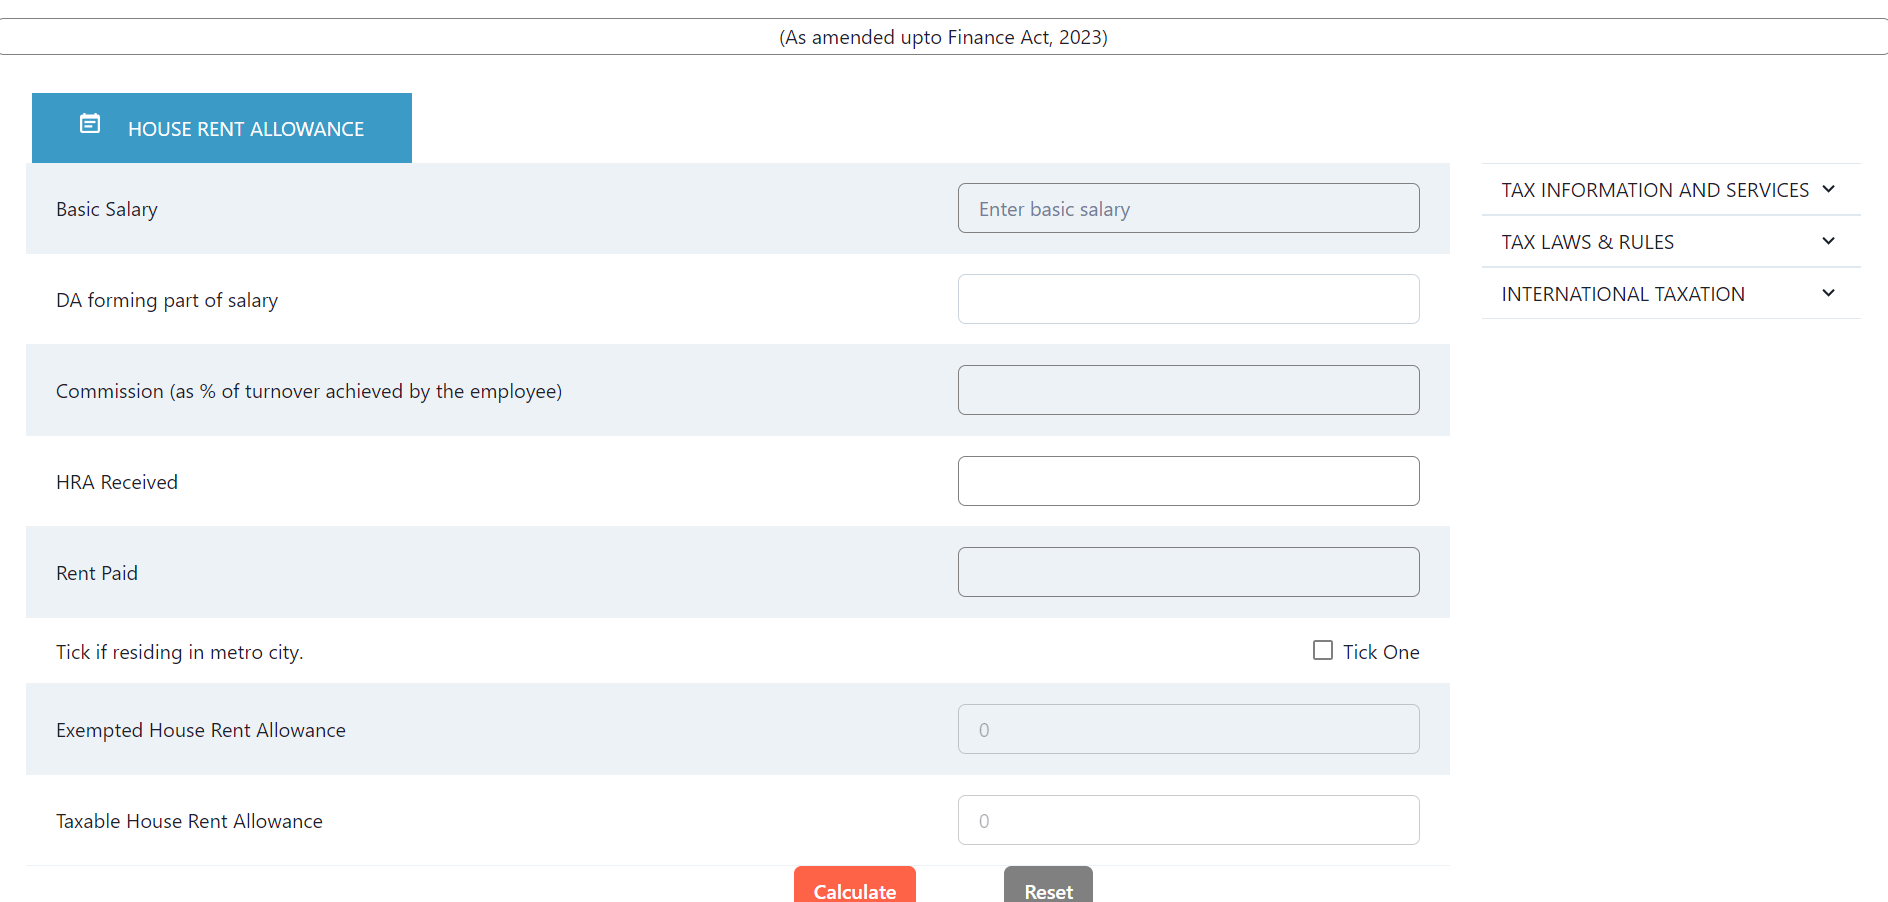 (As amended upto Finance Act, 2023)
HOUSE RENT ALLOWANCE
Basic Salary
Enter basic salary
DA forming part of salary
Commission (as % of turnover achieved by the employee)
HRA Received
Rent Paid
Tick if residing in metro city.
Tick One
Exempted House Rent Allowance
0
Taxable House Rent Allowance
0
Calculate
Reset
TAX INFORMATION AND SERVICES
TAX LAWS & RULES
INTERNATIONAL TAXATION